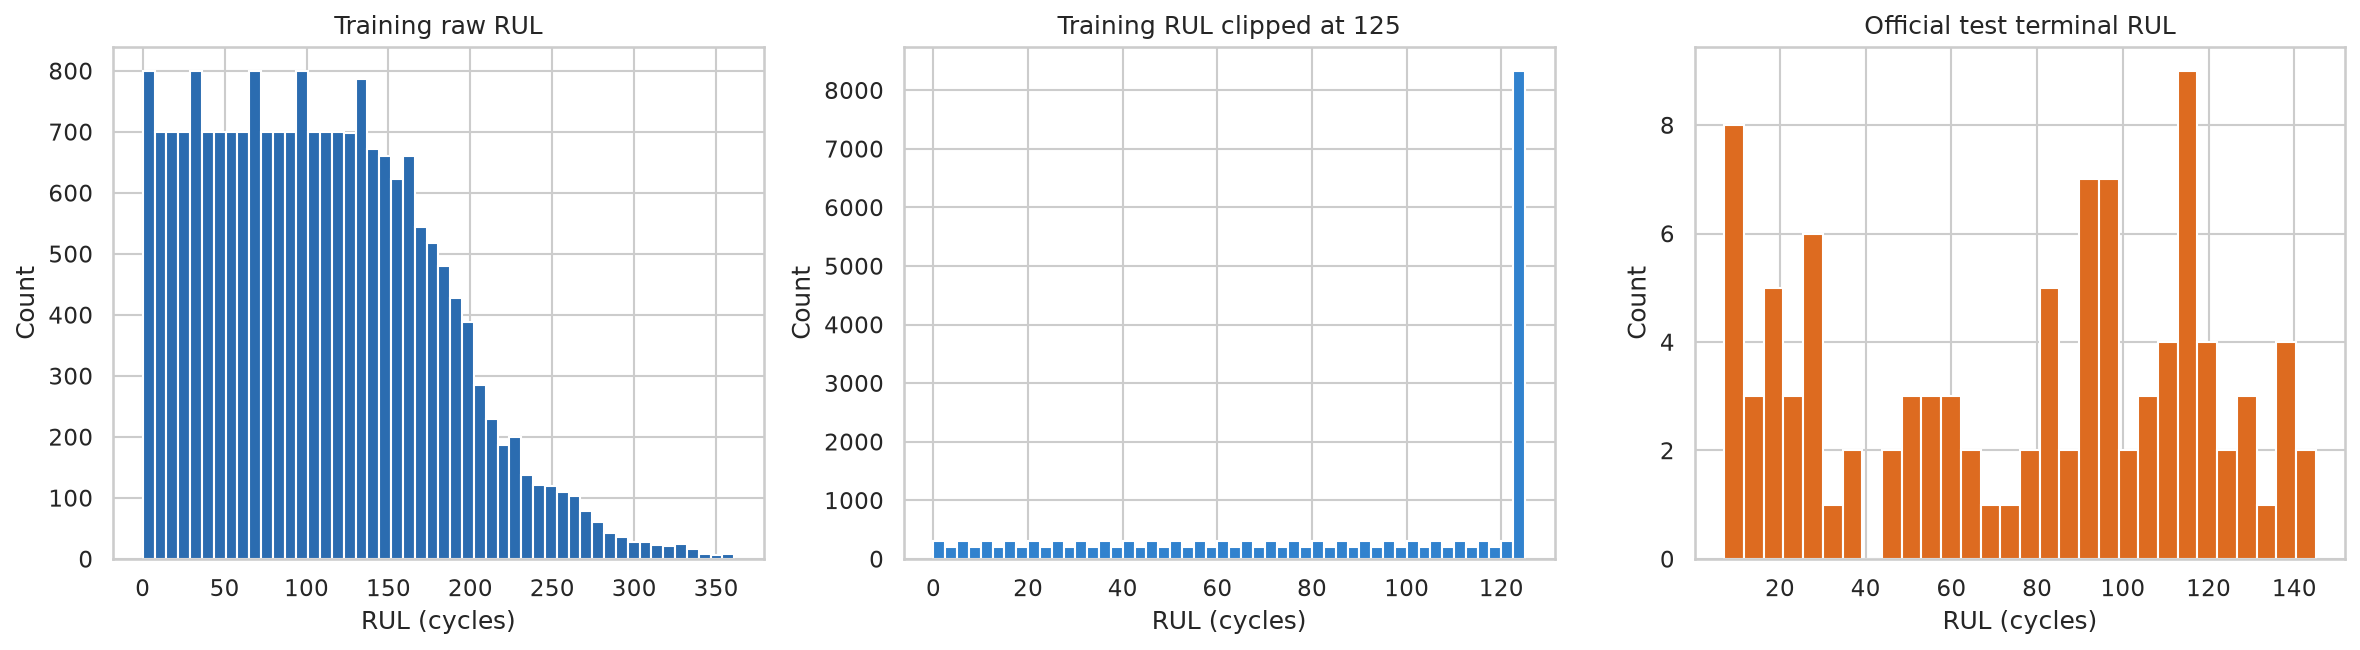 Training raw RUL
800
700
600
500
400
300
200
100
0
Count
0 50 100 150 200 250 300 350
RUL (cycles)
Training RUL clipped at 125
8000
7000
6000
5000
4000
3000
2000
1000
0
Count
0 20 40 60 80 100 120
RUL (cycles)
Official test terminal RUL
8
6
4
2
0
Count
20 40 60 80 100 120 140
RUL (cycles)